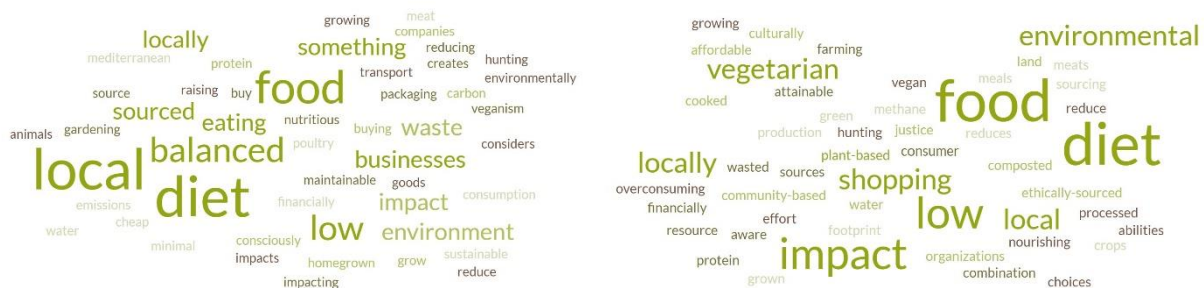 growing
meat
companies
locally
something
reducing
creates
hunting
mediterranean
protein
transport
environmentally
source
raising
buy
food
packaging
carbon
veganism
sourced
eating
nutritious
buying
waste
animals
gardening
balanced
poultry
businesses
considers
local
diet
maintainable
goods
emissions
financially
impact
consumption
cheap
water
low
environment
minimal
consciously
impacts
homegrown
grow
sustainable
reduce
impacting
growing
culturally
environmental
affordable
farming
vegetarian
land
meats
vegan
meals
sourcing
attainable
cooked
food
methane
reduce
green
production
hunting
justice
reduces
diet
locally
wasted
sources
plant-based
consumer
composted
overconsuming
community-based
shopping
ethically-sourced
financially
water
low
local
processed
effort
abilities
resource
aware
footprint
nourishing
crops
protein
impact
organizations
combination
grown
choices